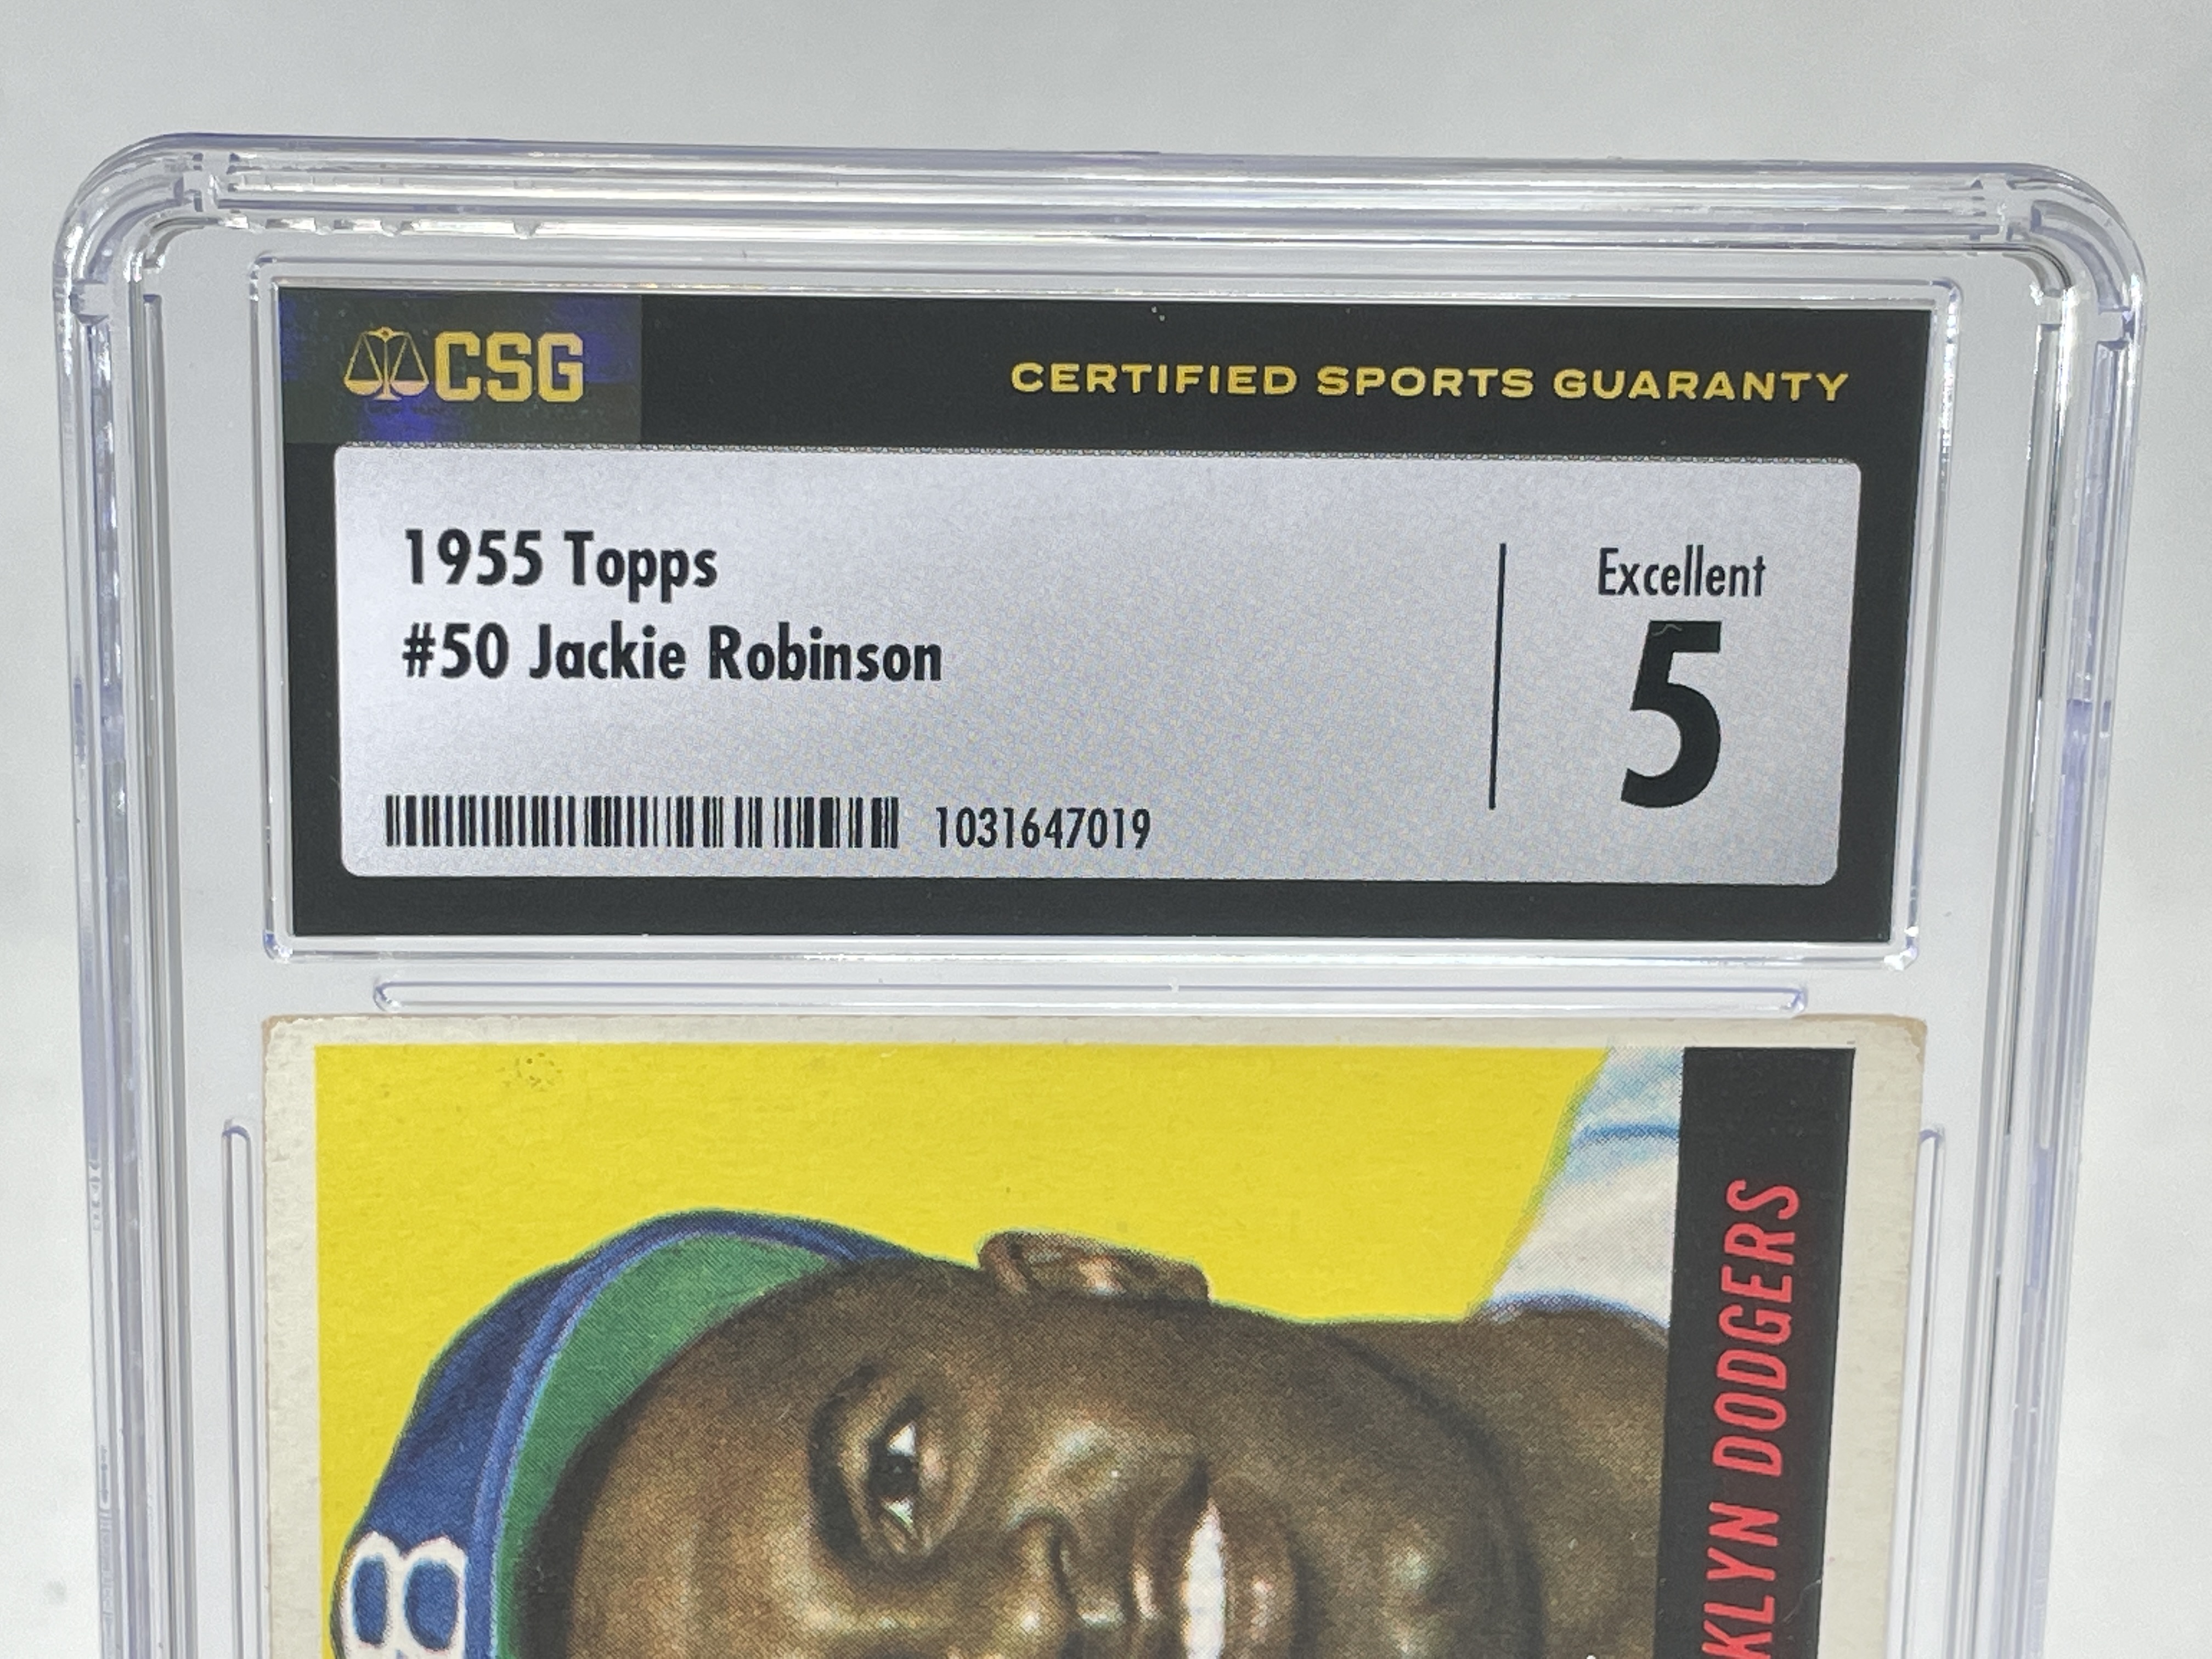 CSG
CERTIFIED SPORTS GUARANTY
1955 Topps
#50 Jackie Robinson
Excellent
5
1031647019
KLYN DODGERS
B